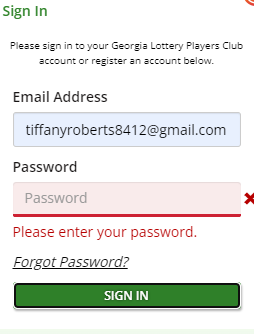 Sign In
Please sign in to your Georgia Lottery Players Club
account or register an account below.
Email Address
tiffanyroberts8412@gmail.com
Password
Password
Please enter your password.
Forgot Password?
SIGN IN